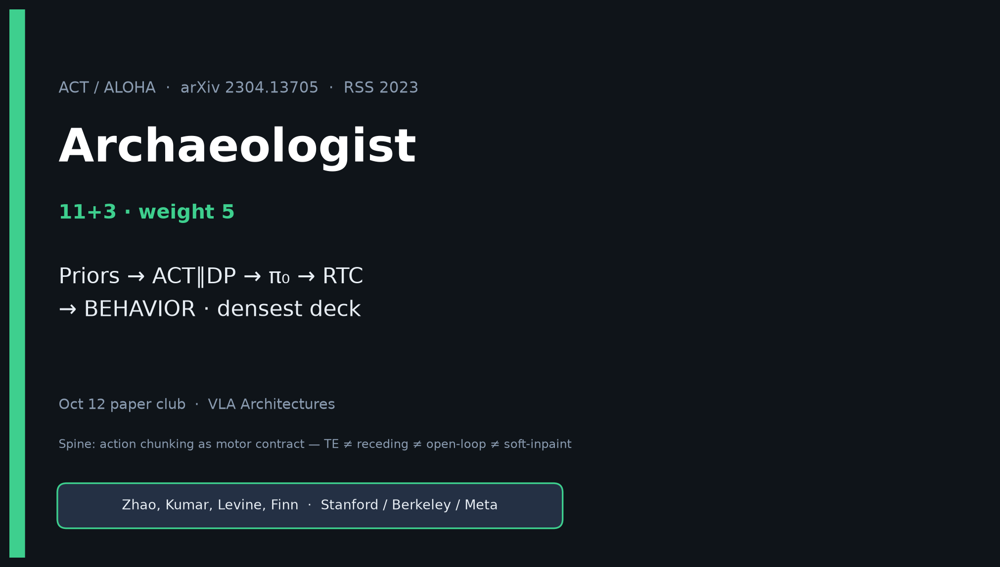 ACT / ALOHA · arXiv 2304.13705 · RSS 2023
Archaeologist
11+3 · weight 5
Priors → ACT‖DP → π₀ → RTC
→ BEHAVIOR · densest deck
Oct 12 paper club · VLA Architectures
Spine: action chunking as motor contract — TE ≠ receding ≠ open-loop ≠ soft-inpaint
Zhao, Kumar, Levine, Finn · Stanford / Berkeley / Meta